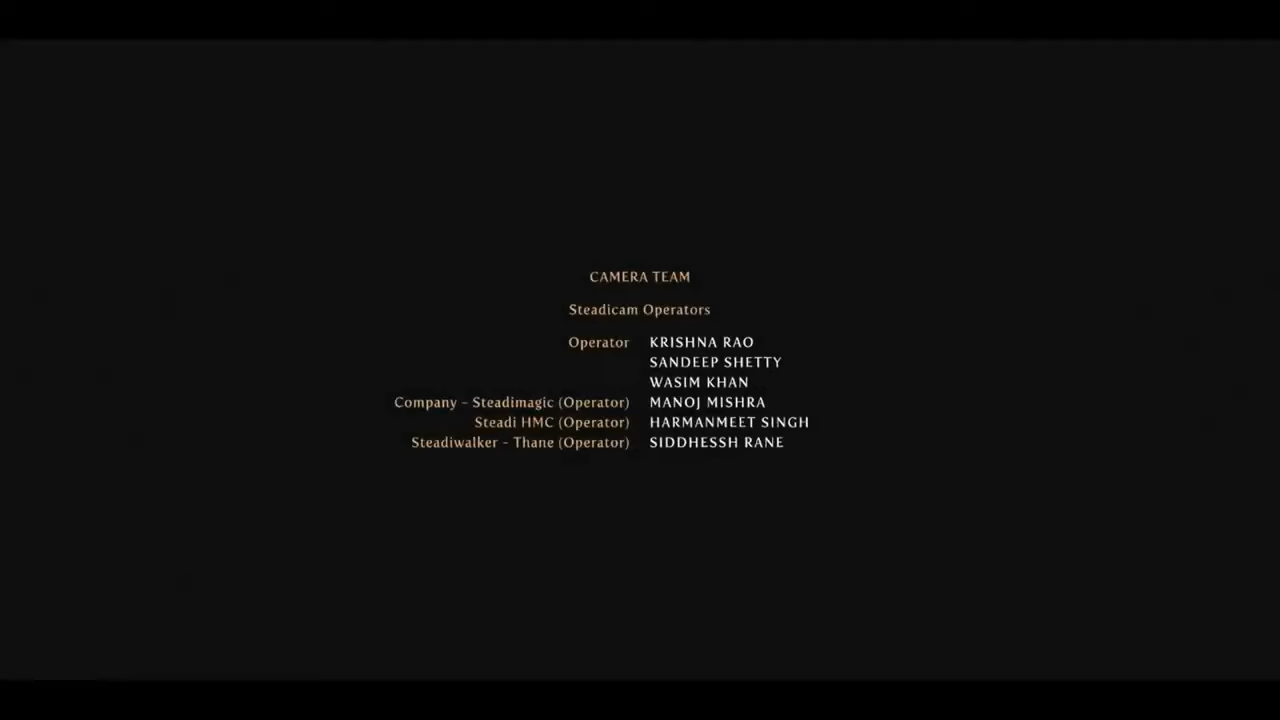 CAMERA TEAM
Steadicam Operators
Operator KRISHNA RAO
SANDEEP SHETTY
WASIM KHAN
Company - Steadimagic (Operator) MANOJ MISHRA
Steadi HMC (Operator) HARMANMEET SINGH
Steadiwalker - Thane (Operator) SIDDHESSH RANE